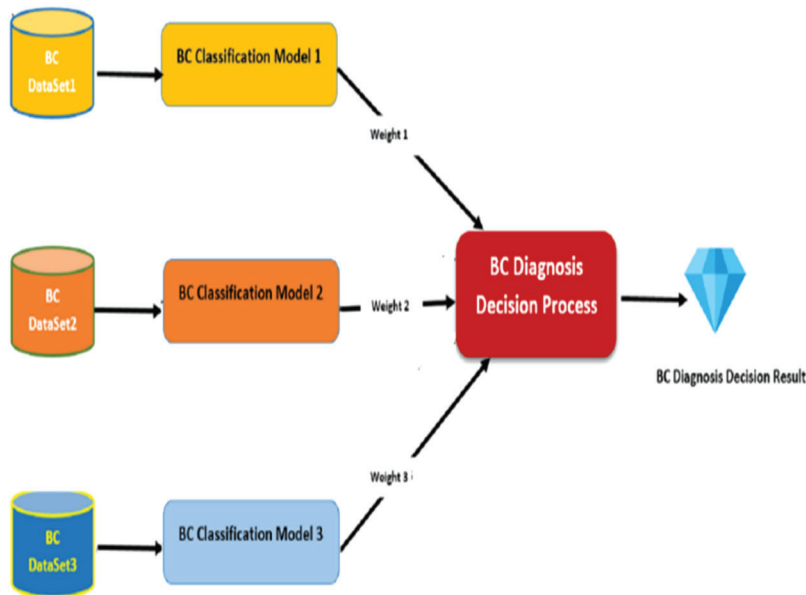 BC
DataSet1
BC Classification Model 1
Weight 1
BC
DataSet2
BC Classification Model 2
Weight 2
BC Diagnosis
Decision Process
BC Diagnosis Decision Result
BC
DataSet3
BC Classification Model 3
Weight 3